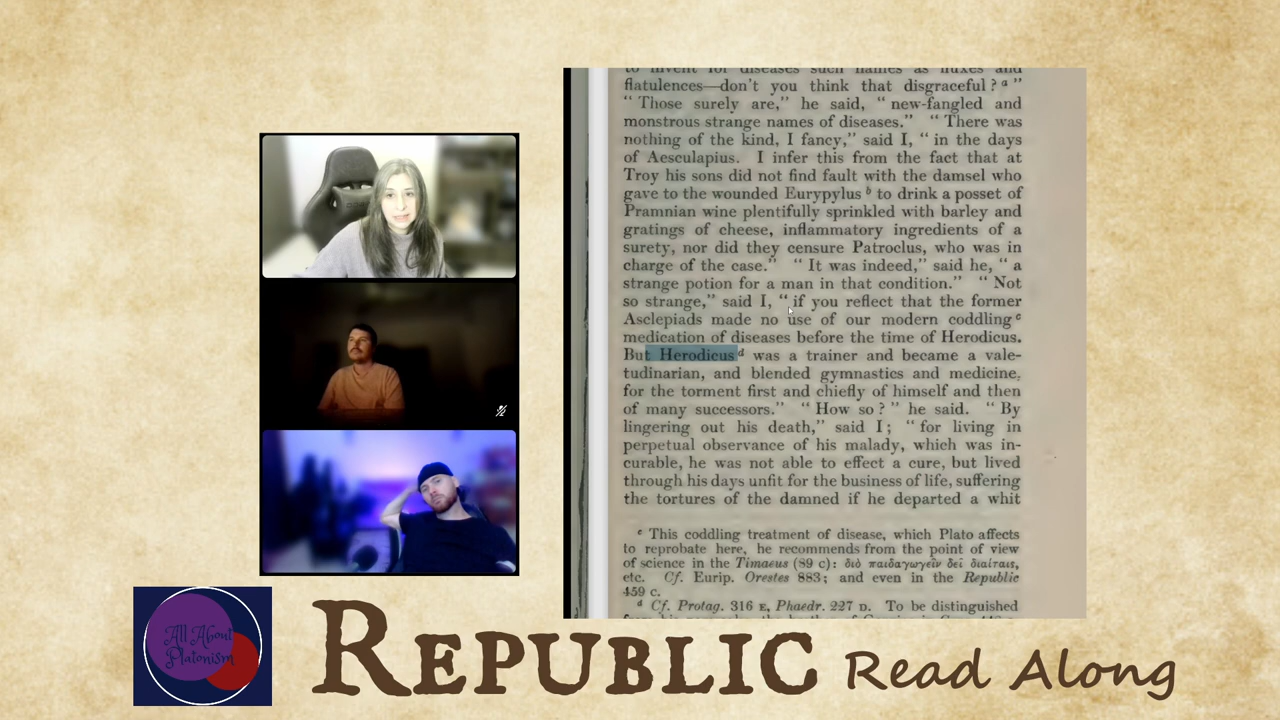 to invent for diseases such names as fluxes and
flatulences—don't you think that disgraceful? ᵃ"
" Those surely are," he said, " new-fangled and
monstrous strange names of diseases." " There was
nothing of the kind, I fancy," said I, " in the days
of Aesculapius. I infer this from the fact that at
Troy his sons did not find fault with the damsel who
gave to the wounded Eurypylus ᵇ to drink a posset of
Pramnian wine plentifully sprinkled with barley and
gratings of cheese, inflammatory ingredients of a
surety, nor did they censure Patroclus, who was in
charge of the case." " It was indeed," said he, " a
strange potion for a man in that condition." " Not
so strange," said I, " if you reflect that the former
Asclepiads made no use of our modern coddling ᶜ
medication of diseases before the time of Herodicus.
But Herodicus ᵈ was a trainer and became a vale-
tudinarian, and blended gymnastics and medicine,
for the torment first and chiefly of himself and then
of many successors." " How so ? " he said. " By
lingering out his death," said I ; " for living in
perpetual observance of his malady, which was in-
curable, he was not able to effect a cure, but lived
through his days unfit for the business of life, suffering
the tortures of the damned if he departed a whit
ᶜ This coddling treatment of disease, which Plato affects
to reprobate here, he recommends from the point of view
of science in the Timaeus (89 c): διὸ παιδαγωγεῖν δεῖ διαίταις,
etc. Cf. Eurip. Orestes 883; and even in the Republic
459 c.
ᵈ Cf. Protag. 316 E, Phaedr. 227 D. To be distinguished
All About
Platonism
REPUBLIC Read Along